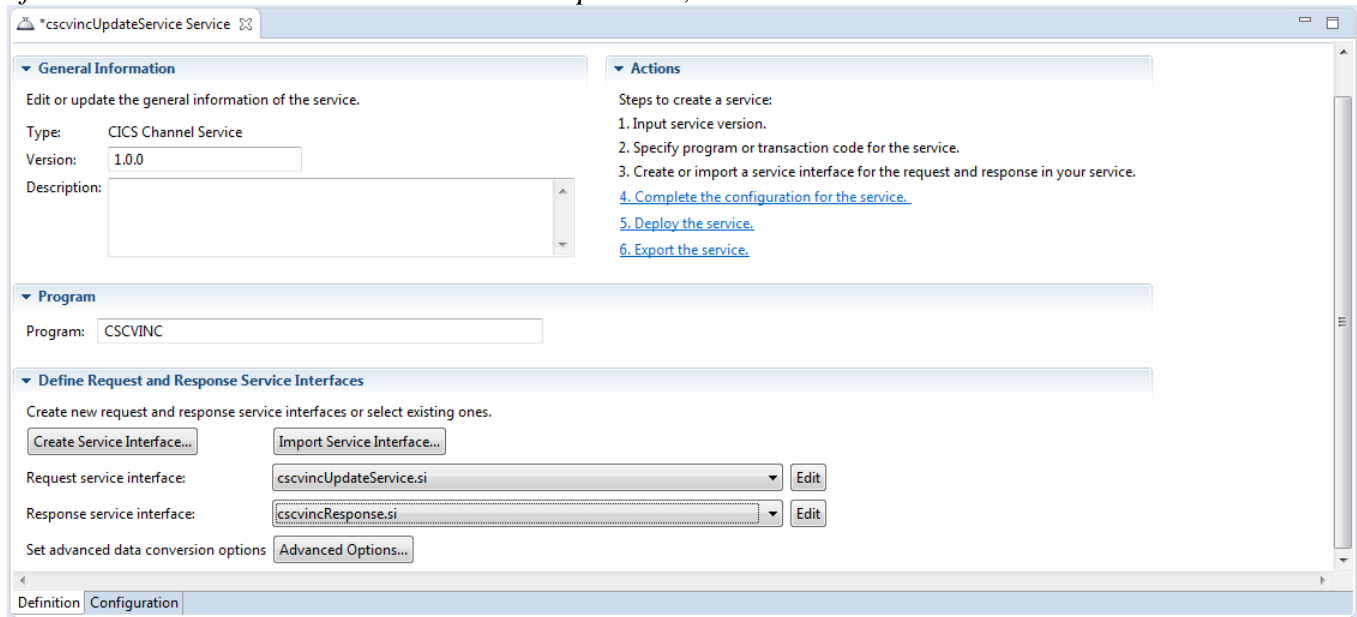 *cscvincUpdateService Service
General Information
Edit or update the general information of the service.
Type: CICS Channel Service
Version: 1.0.0
Description:
Actions
Steps to create a service:
1. Input service version.
2. Specify program or transaction code for the service.
3. Create or import a service interface for the request and response in your service.
4. Complete the configuration for the service.
5. Deploy the service.
6. Export the service.
Program
Program: CSCVINC
Define Request and Response Service Interfaces
Create new request and response service interfaces or select existing ones.
Create Service Interface... Import Service Interface...
Request service interface: cscvincUpdateService.si Edit
Response service interface: cscvincResponse.si Edit
Set advanced data conversion options Advanced Options...
Definition Configuration